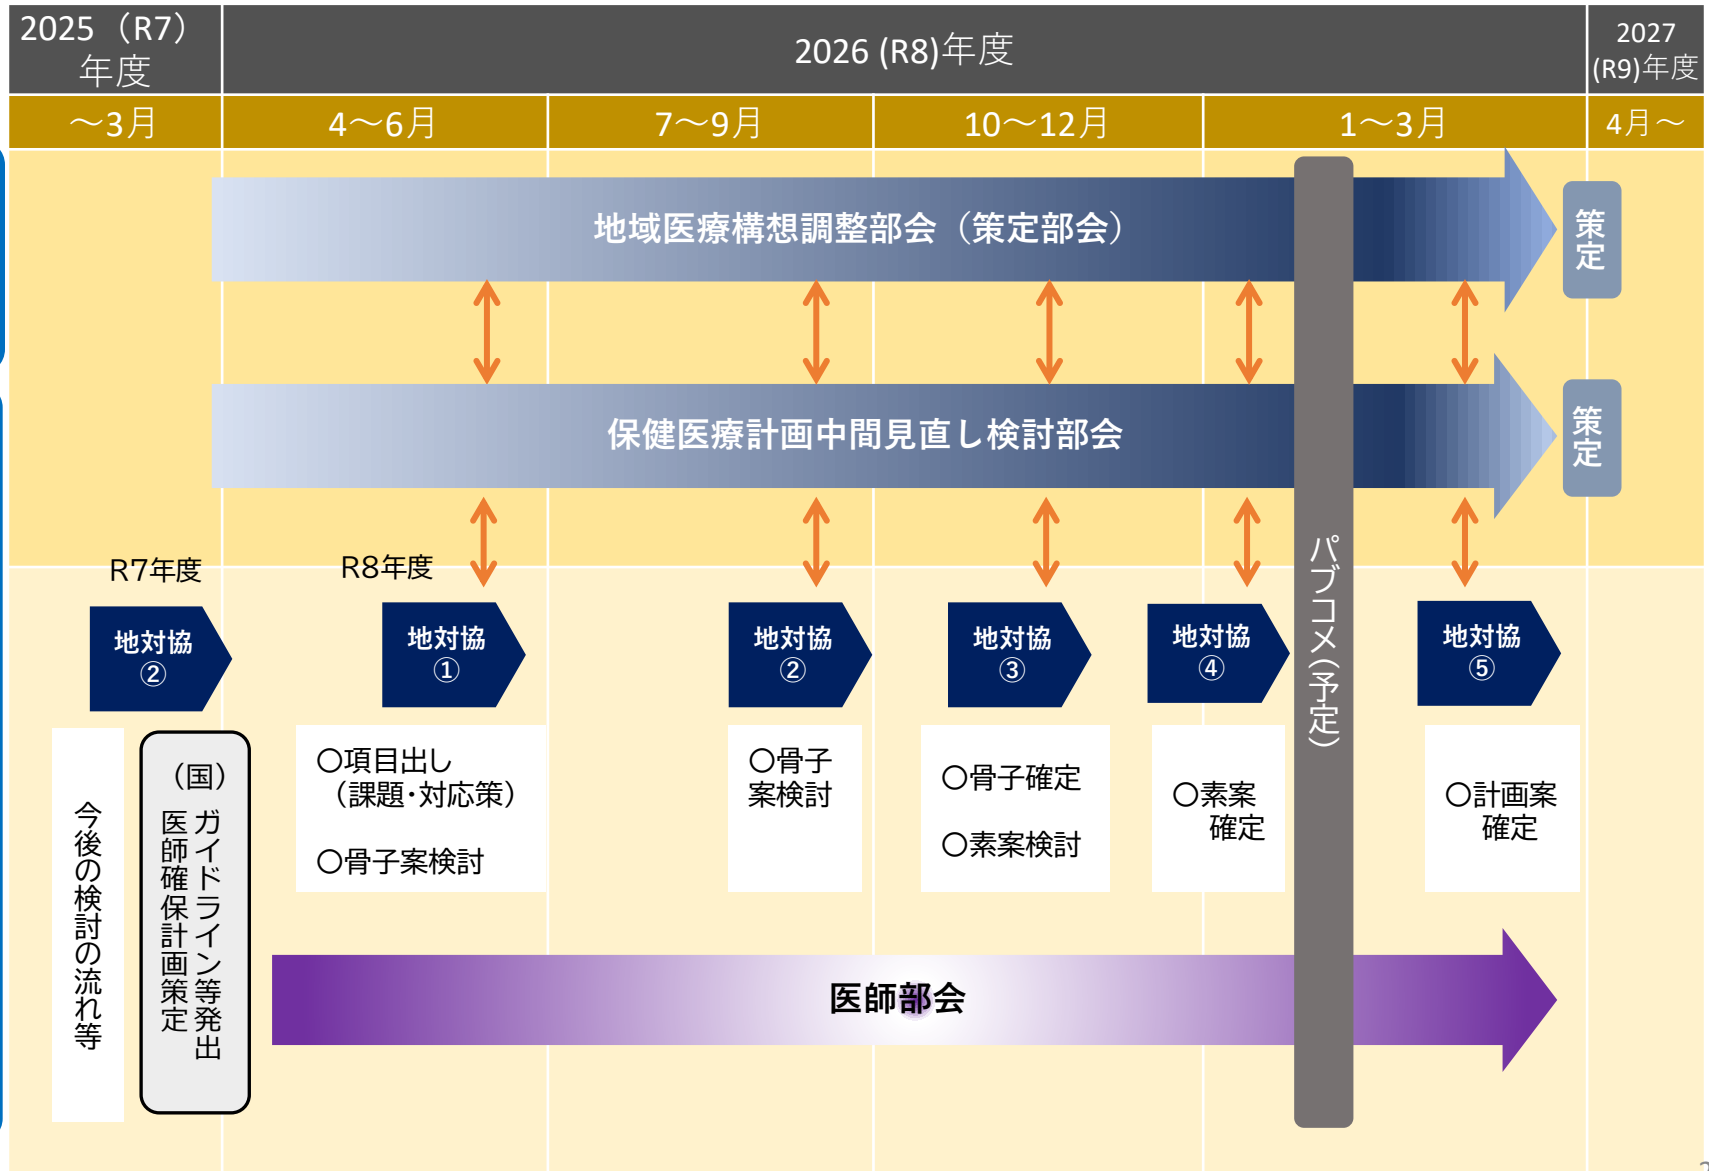 2025（R7）
年度
2026 (R8)年度
2027
(R9)年度
～3月
4～6月
7～9月
10～12月
1～3月
4月～
地域医療構想調整部会（策定部会）
策定
保健医療計画中間見直し検討部会
策定
パブコメ(予定)
R7年度
R8年度
地対協
②
地対協
①
地対協
②
地対協
③
地対協
④
地対協
⑤
今後の検討の流れ等
（国）
ガイドライン等発出
医師確保計画策定
〇項目出し
（課題・対応策）
〇骨子案検討
〇骨子
案検討
〇骨子確定
〇素案検討
〇素案
確定
〇計画案
確定
医師部会